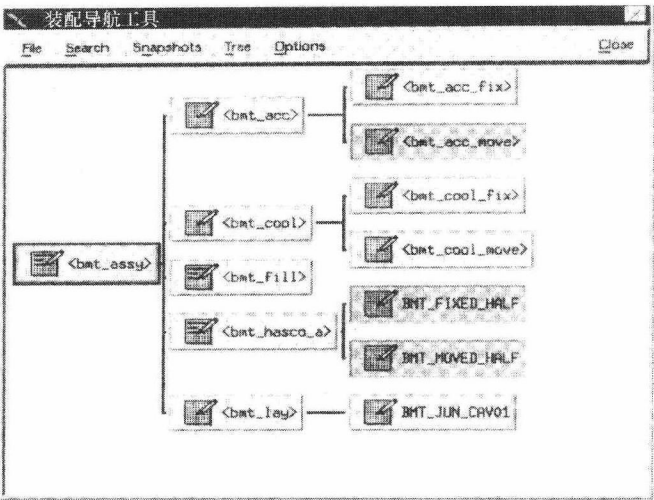 装配导航工具
File Search Snapshots Tree Options Close
<bmt_acc_fix>
<bmt_acc>
<bmt_acc_move>
<bmt_cool_fix>
<bmt_cool>
<bmt_cool_move>
<bmt_assy>
<bmt_fill>
BMT_FIXED_HALF
<bmt_hasco_a>
BMT_MOVED_HALF
<bmt_lay>
BMT_JUN_CAV01